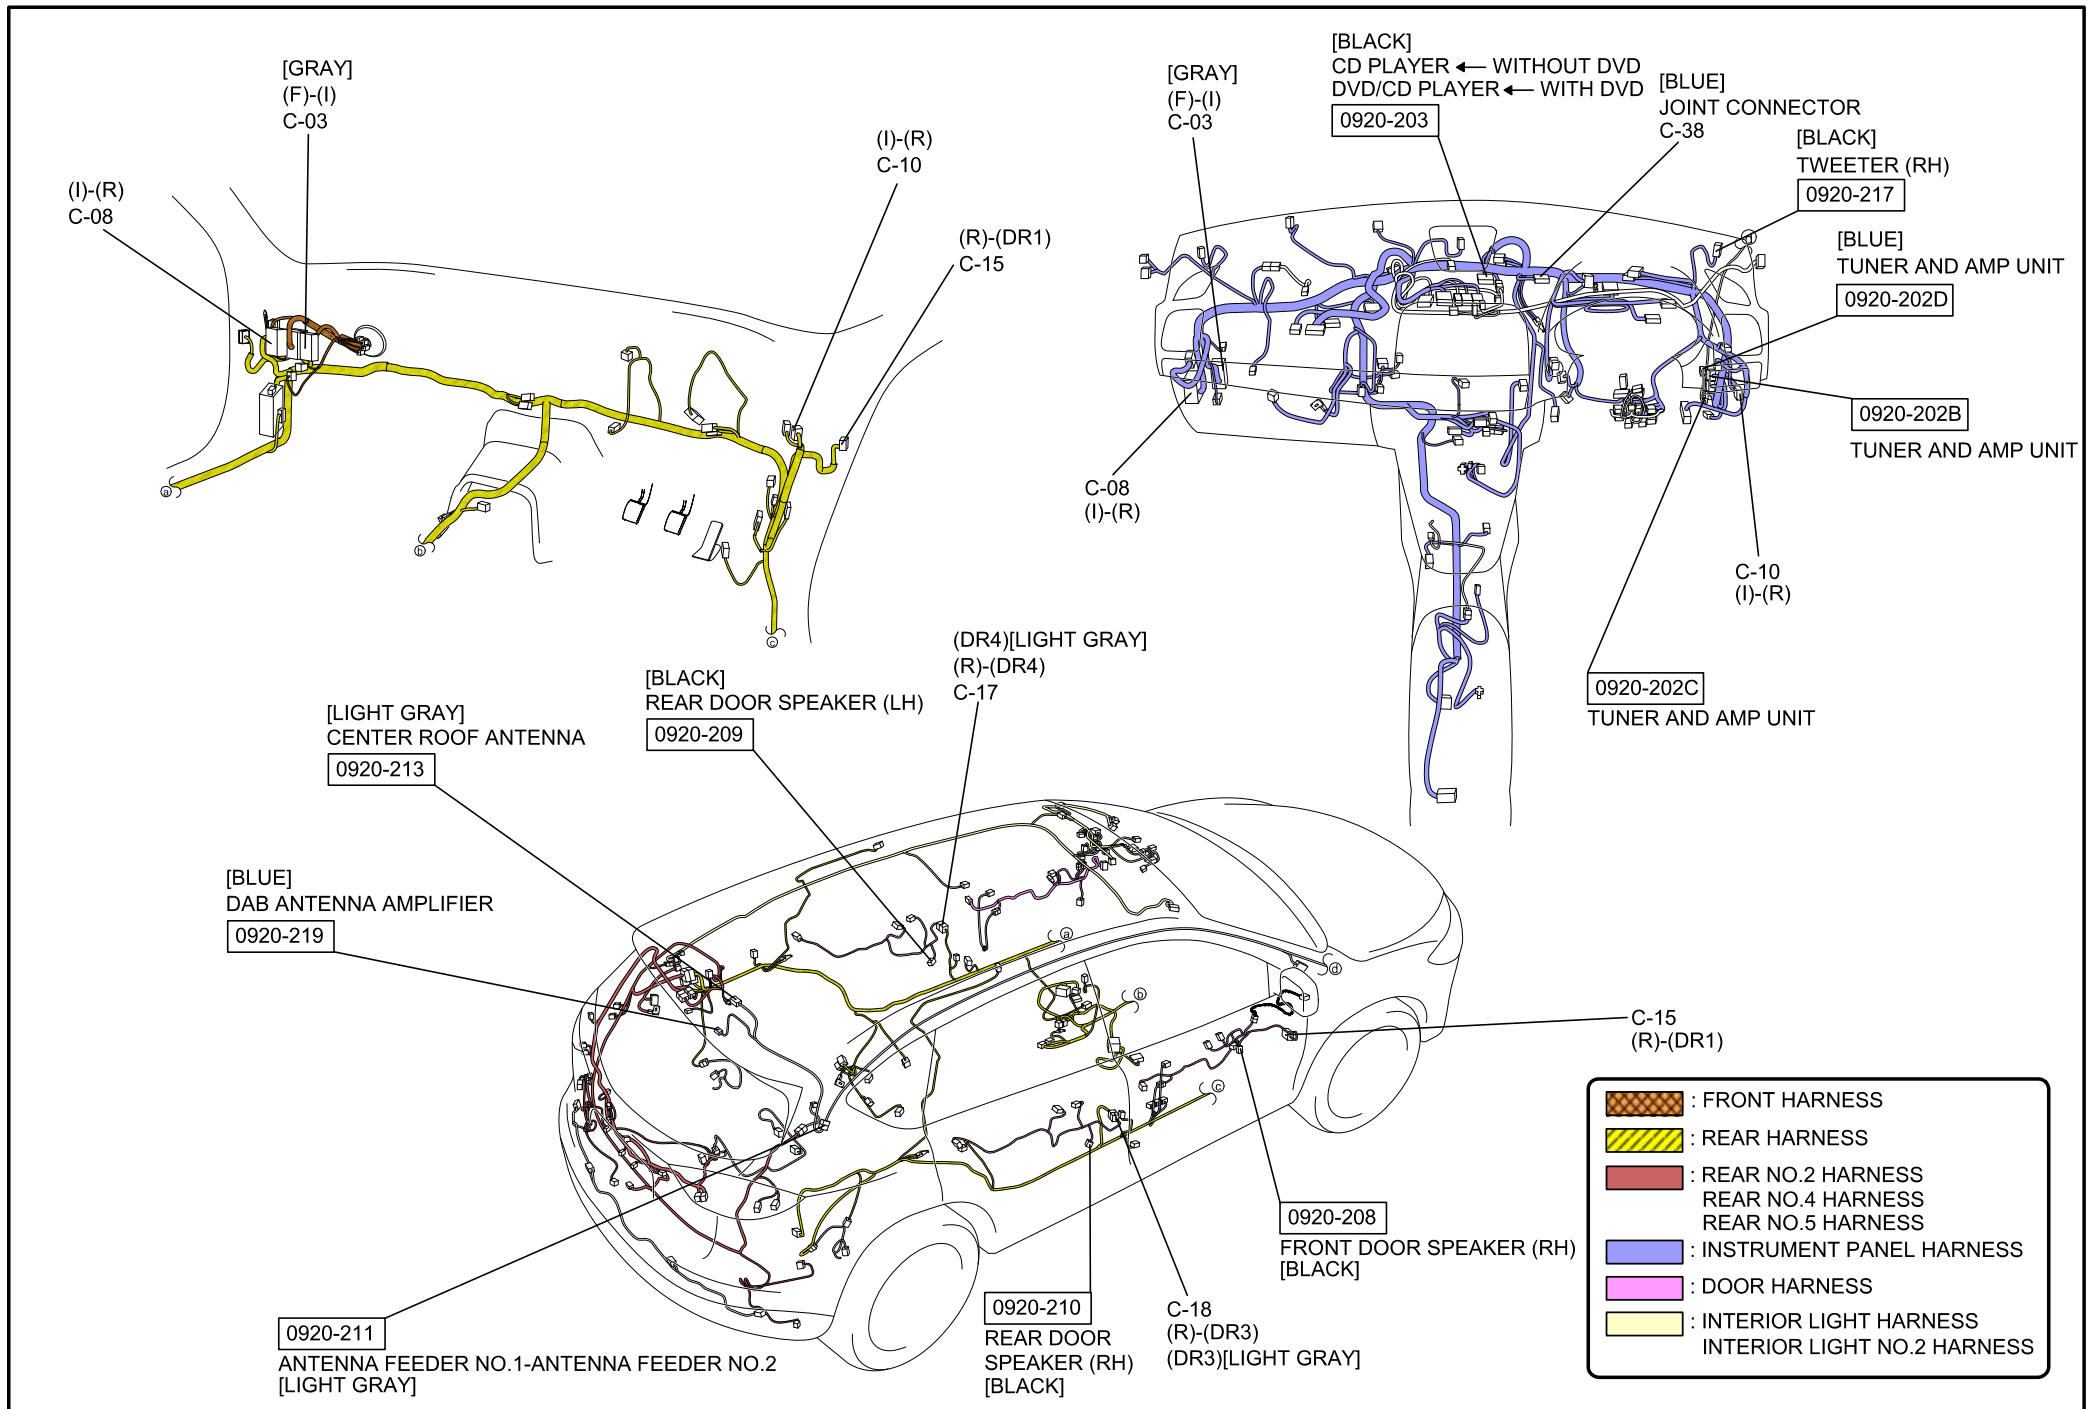 [GRAY]
(F)-(I)
C-03
(I)-(R)
C-08
(I)-(R)
C-10
(R)-(DR1)
C-15
a
b
c
[GRAY]
(F)-(I)
C-03
[BLACK]
CD PLAYER ← WITHOUT DVD
DVD/CD PLAYER ← WITH DVD
0920-203
[BLUE]
JOINT CONNECTOR
C-38
[BLACK]
TWEETER (RH)
0920-217
[BLUE]
TUNER AND AMP UNIT
0920-202D
0920-202B
TUNER AND AMP UNIT
C-08
(I)-(R)
C-10
(I)-(R)
0920-202C
TUNER AND AMP UNIT
(DR4)[LIGHT GRAY]
(R)-(DR4)
C-17
[BLACK]
REAR DOOR SPEAKER (LH)
0920-209
[LIGHT GRAY]
CENTER ROOF ANTENNA
0920-213
[BLUE]
DAB ANTENNA AMPLIFIER
0920-219
a
d
b
c
C-15
(R)-(DR1)
0920-208
FRONT DOOR SPEAKER (RH)
[BLACK]
C-18
(R)-(DR3)
(DR3)[LIGHT GRAY]
0920-210
REAR DOOR
SPEAKER (RH)
[BLACK]
0920-211
ANTENNA FEEDER NO.1-ANTENNA FEEDER NO.2
[LIGHT GRAY]
: FRONT HARNESS
: REAR HARNESS
: REAR NO.2 HARNESS
REAR NO.4 HARNESS
REAR NO.5 HARNESS
: INSTRUMENT PANEL HARNESS
: DOOR HARNESS
: INTERIOR LIGHT HARNESS
INTERIOR LIGHT NO.2 HARNESS